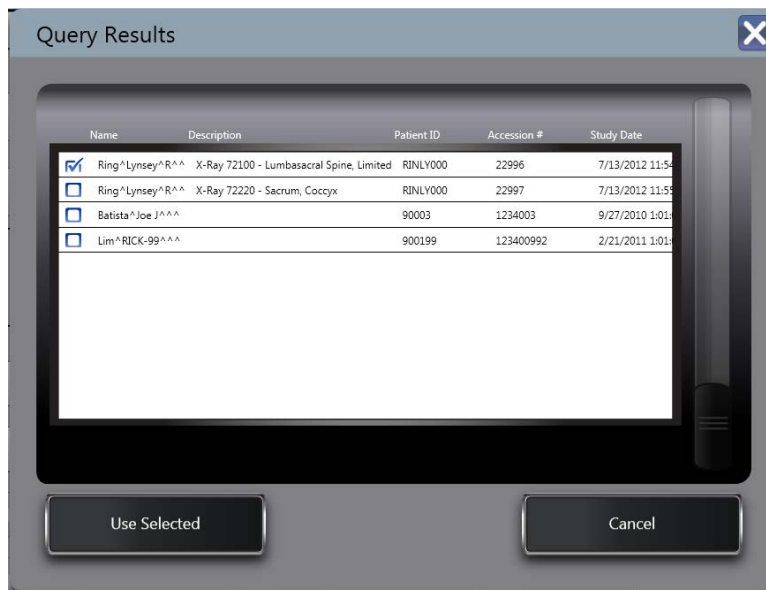 Query Results
Name Description Patient ID Accession # Study Date
Ring^Lynsey^R^^ X-Ray 72100 - Lumbasacral Spine, Limited RINLY000 22996 7/13/2012 11:54
Ring^Lynsey^R^^ X-Ray 72220 - Sacrum, Coccyx RINLY000 22997 7/13/2012 11:55
Batista^Joe J^^^ 90003 1234003 9/27/2010 1:01:
Lim^RICK-99^^^ 900199 123400992 2/21/2011 1:01:
Use Selected Cancel